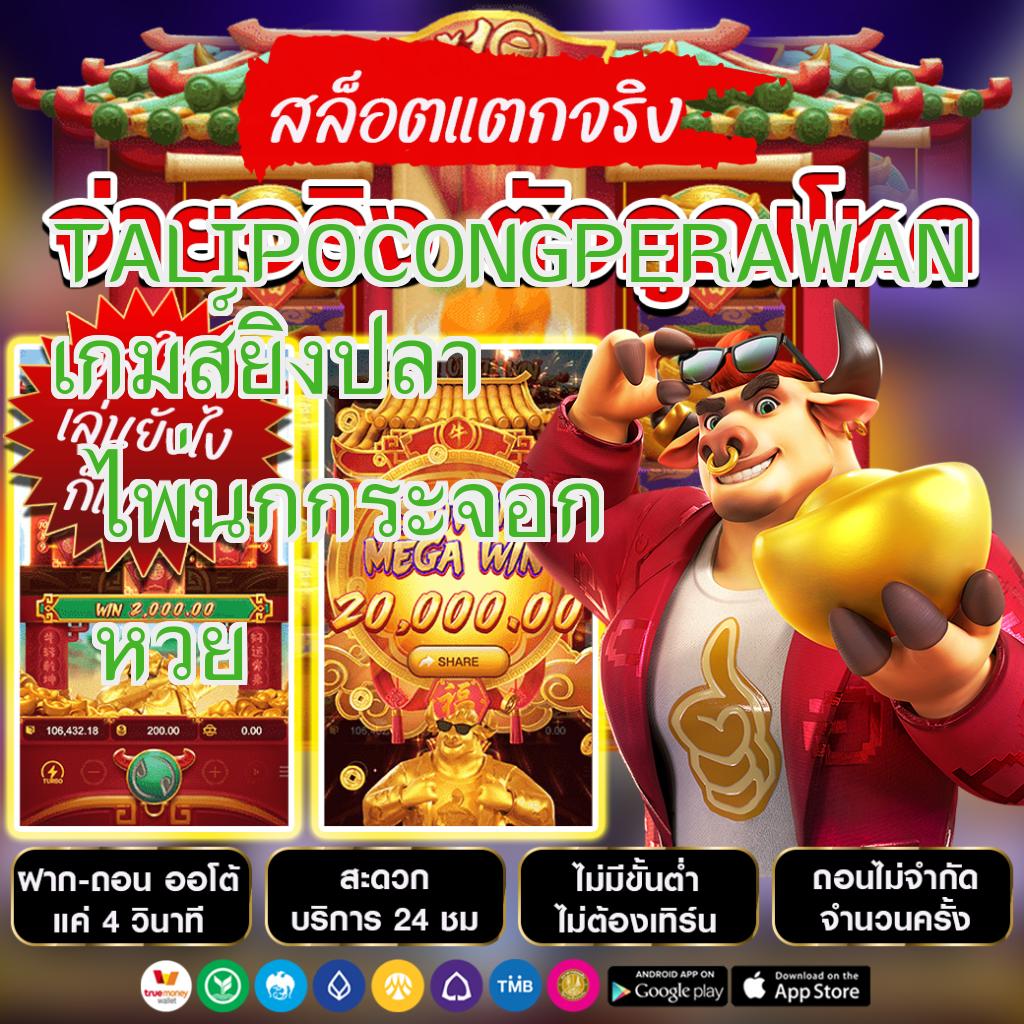 สล็อตแตกจริง
TALIPOCONGPERAWAN
เกมส์ยิงปลา
ไพ่นกกระจอก
หวย
MEGA WIN
20,000.00
SHARE
WIN 2,000.00
106,432.18 200.00 0.00
TURBO
牛
福
ฝาก-ถอน ออโต้
แค่ 4 วินาที
สะดวก
บริการ 24 ชม
ไม่มีขั้นต่ำ
ไม่ต้องเทิร์น
ถอนไม่จำกัด
จำนวนครั้ง
truemoney
wallet
TMB
ANDROID APP ON
Google play
Download on the
App Store